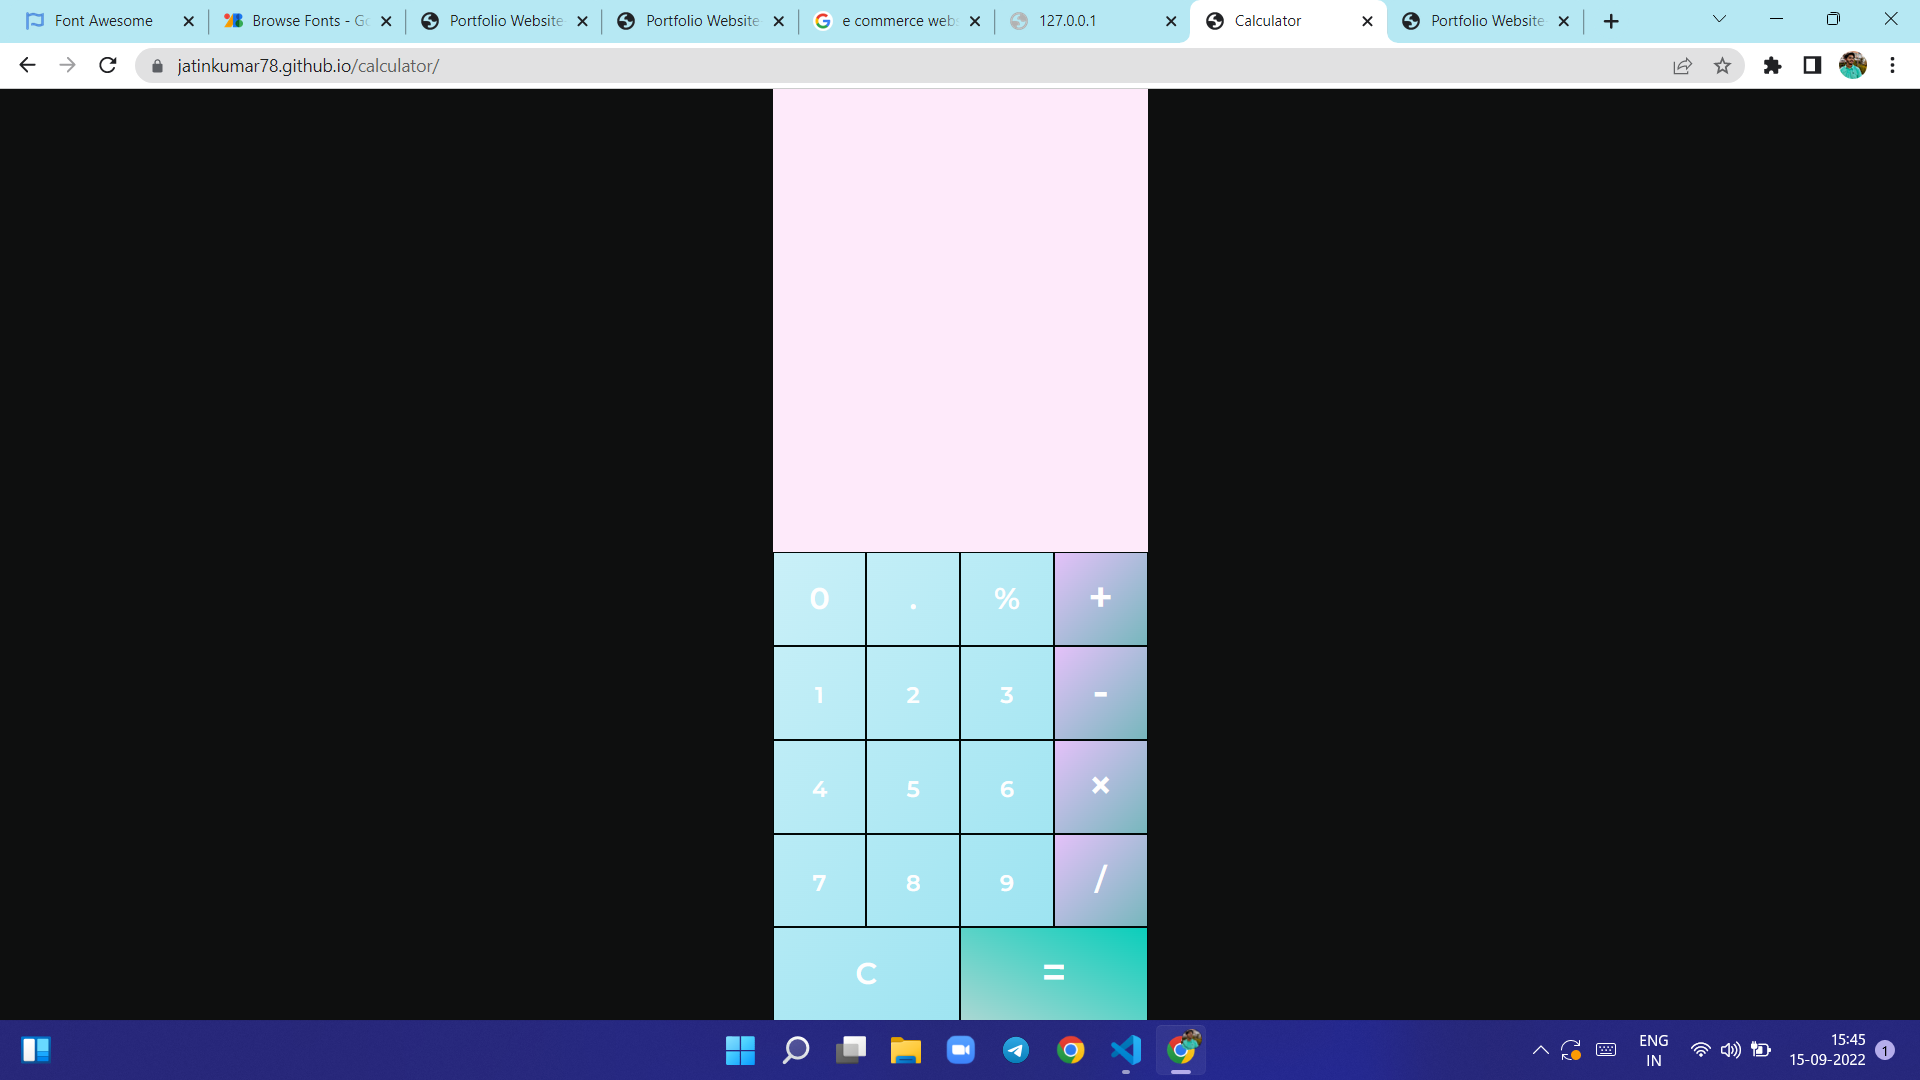 Font Awesome
Browse Fonts - Go
Portfolio Website-
Portfolio Website-
e commerce webs
127.0.0.1
Calculator
Portfolio Website-
jatinkumar78.github.io/calculator/
0 . % +
1 2 3 -
4 5 6 ×
7 8 9 /
C =
ENG
IN
15:45
15-09-2022
1